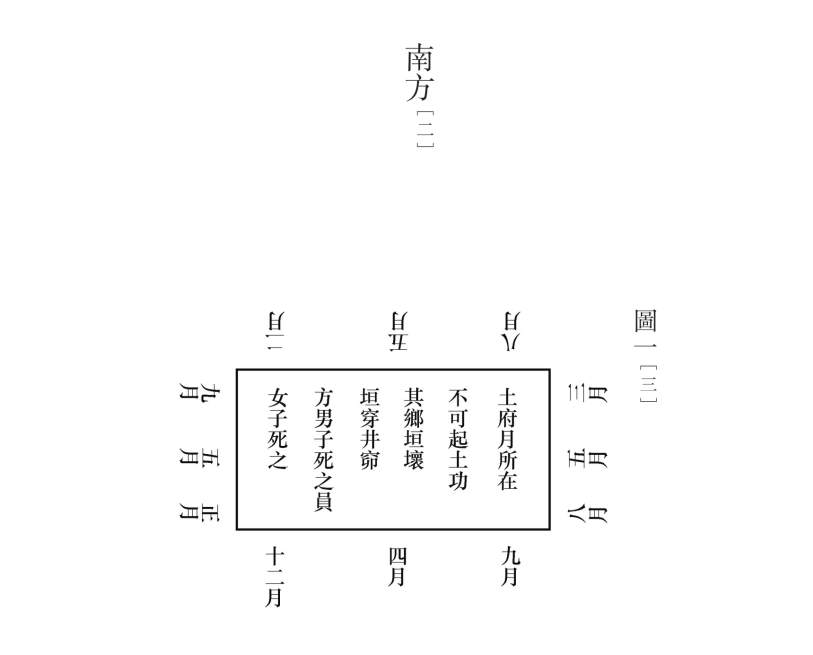 南方［二］
圖一［三］
八月
五月
二月
三月
五月
八月
土府月所在
不可起土功
其鄉垣壞
垣穿井窌
方男子死之員
女子死之
九月
五月
正月
九月
四月
十二月